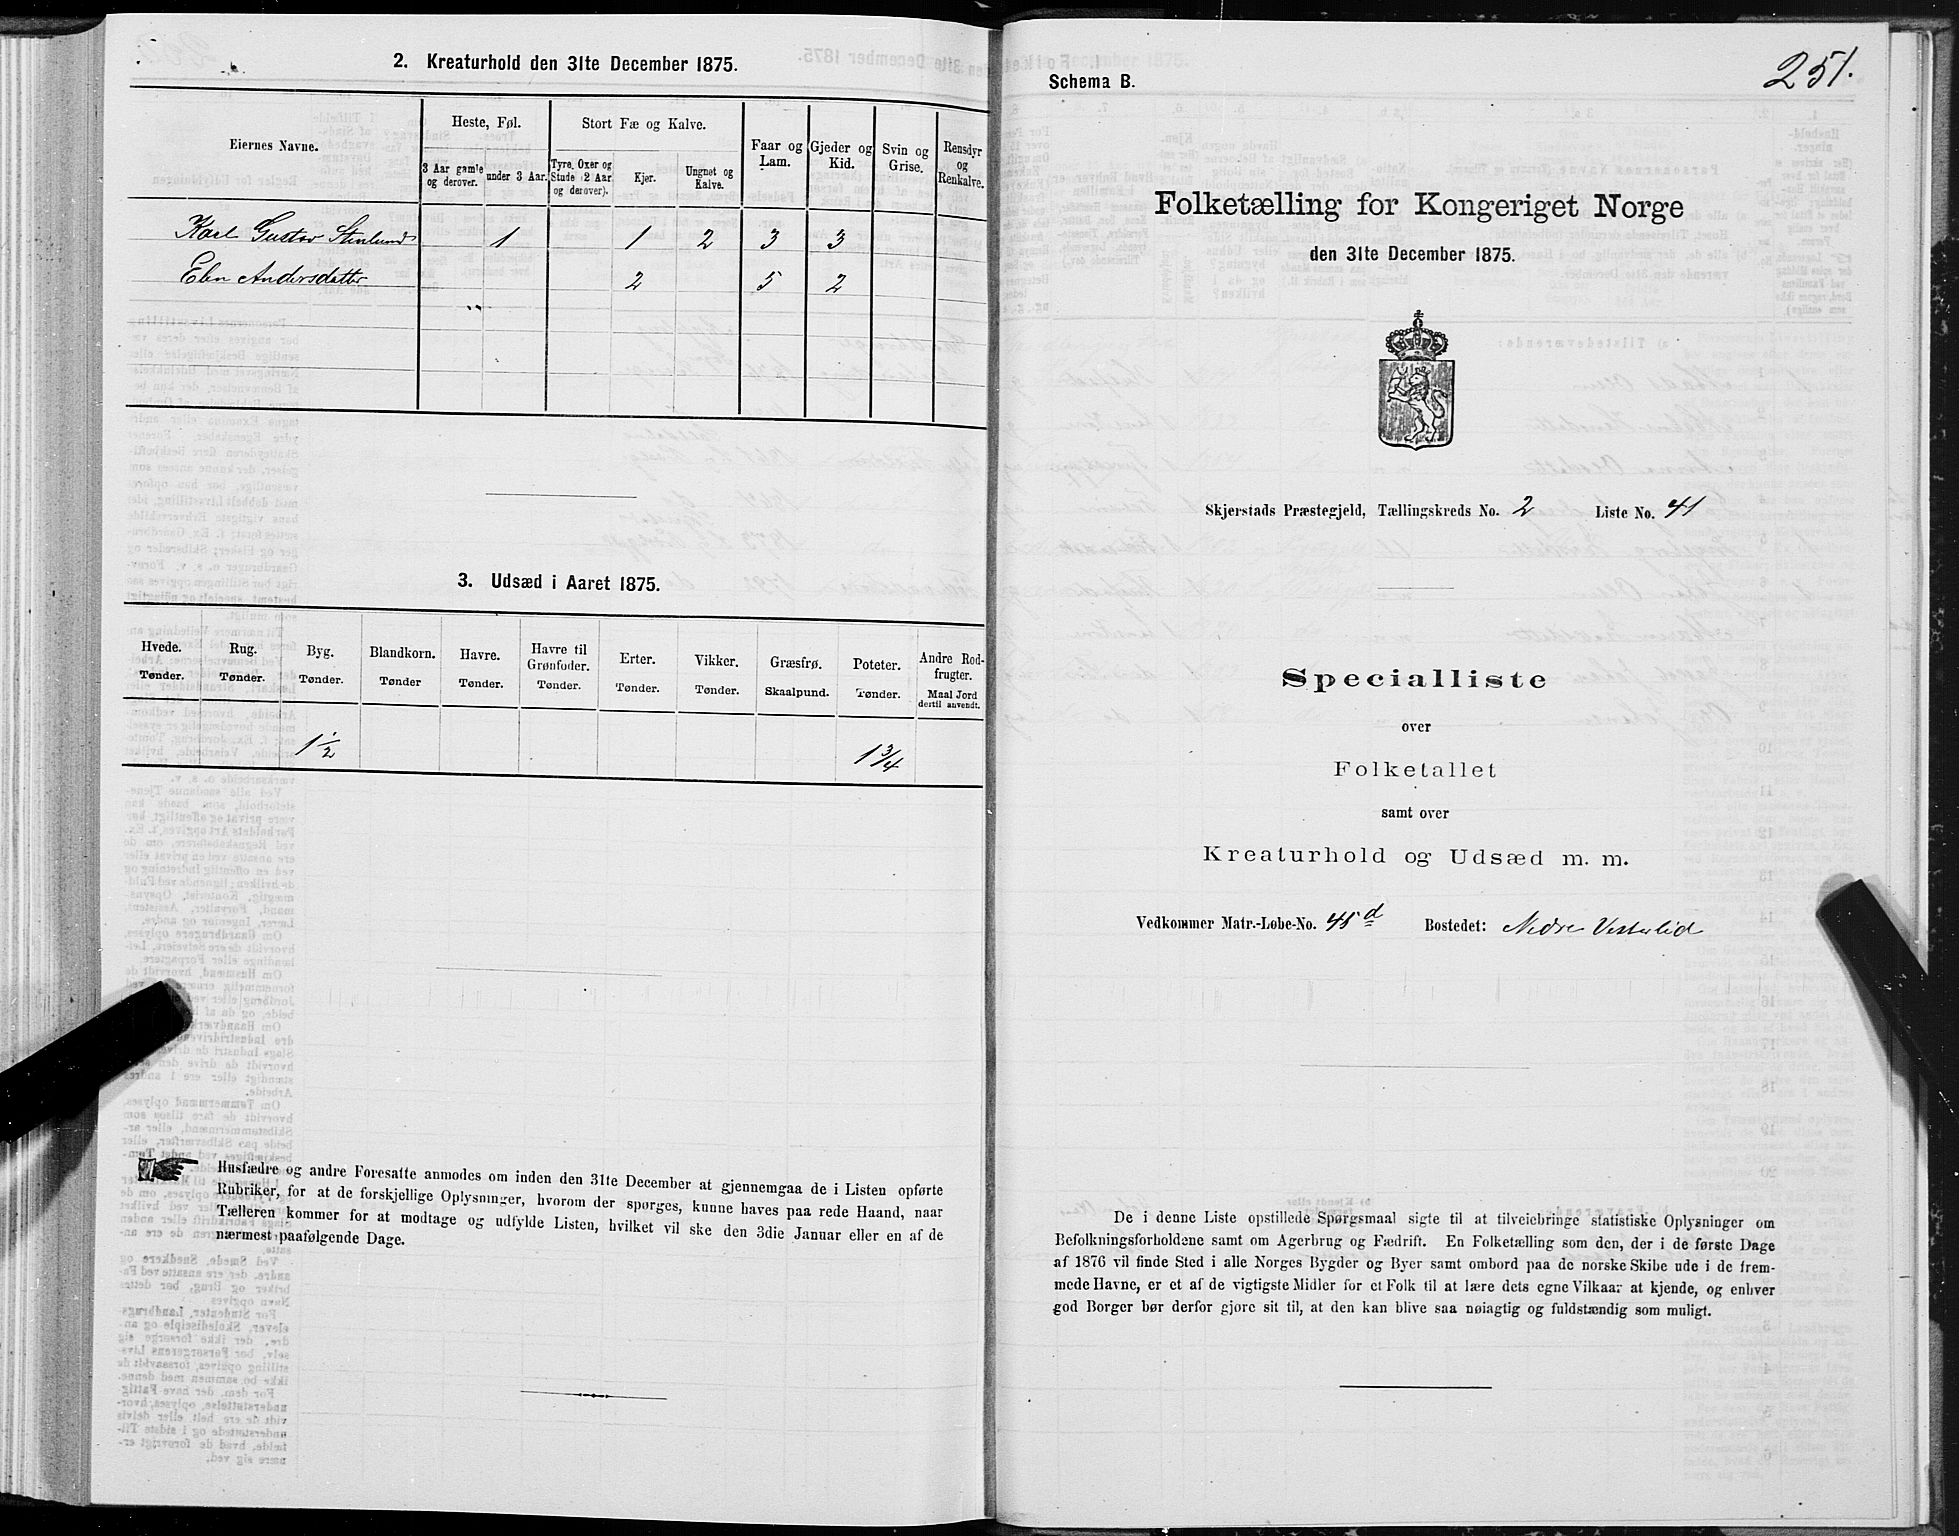 2. Kreaturhold den 31te December 1875.
Eiernes Navne.
Heste, Føl.
Stort Fæ og Kalve.
Faar og Lam.
Gjeder og Kid.
Svin og Grise.
Rensdyr og Renkalve.
3 Aar gamle og derover.
under 3 Aar.
Tyre, Oxer og Stude (2 Aar og derover).
Kjør.
Ungnet og Kalve.
Karl Gustav Stenlund 1 1 2 3 3
Elen Andersdatter 2 5 2
3. Udsæd i Aaret 1875.
Hvede. Tønder.
Rug. Tønder.
Byg. Tønder.
Blandkorn. Tønder
Havre. Tønder.
Havre til Grønfoder. Tønder.
Erter. Tønder.
Vikker. Tønder.
Græsfrø. Skaalpund.
Poteter. Tønder.
Andre Rodfrugter. Maal Jord dertil anvendt.
1 1/2 1 3/4
Husfædre og andre Foresatte anmodes om inden den 31te December at gjennemgaa de i Listen opførte
Rubriker, for at de forskjellige Oplysninger, hvorom der spørges, kunne haves paa rede Haand, naar
Tælleren kommer for at modtage og udfylde Listen, hvilket vil ske den 3die Januar eller en af de
nærmest paafølgende Dage.
Schema B.
251.
Folketælling for Kongeriget Norge
den 31te December 1875.
Skjerstads Præstegjeld, Tællingskreds No. 2 Liste No. 41
Specialliste
over
Folketallet
samt over
Kreaturhold og Udsæd m. m.
Vedkommer Matr.-Løbe-No. 45d Bostedet: Nedre Vesterlid
De i denne Liste opstillede Spørgsmaal sigte til at tilveiebringe statistiske Oplysninger om
Befolkningsforholdene samt om Agerbrug og Fædrift. En Folketælling som den, der i de første Dage
af 1876 vil finde Sted i alle Norges Bygder og Byer samt ombord paa de norske Skibe ude i de frem-
mede Havne, er et af de vigtigste Midler for et Folk til at lære dets egne Vilkaar at kjende, og enhver
god Borger bør derfor gjøre sit til, at den kan blive saa nøiagtig og fuldstændig som muligt.